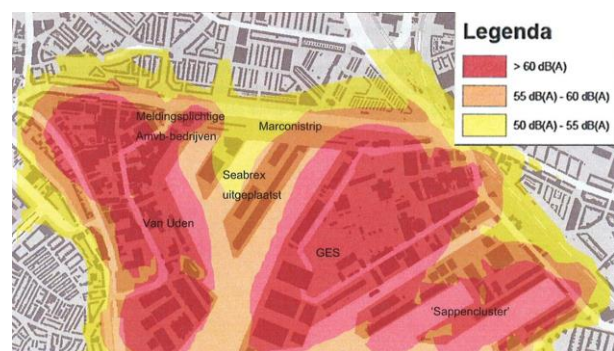 Legenda
> 60 dB(A)
55 dB(A) - 60 dB(A)
50 dB(A) - 55 dB(A)
Meldingsplichtige
Amvb-bedrijven
Marconistrip
Seabrex
uitgeplaatst
Van Uden
GES
'Sappencluster'